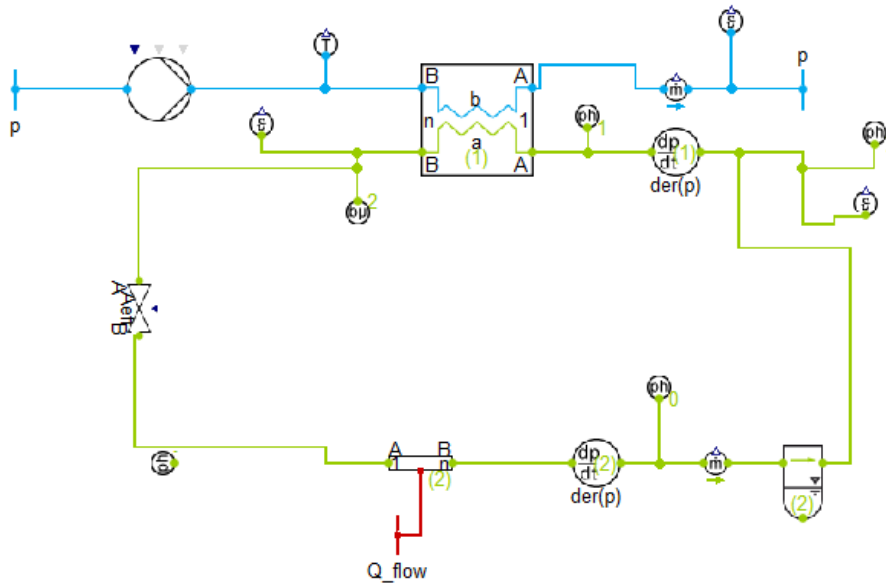 T
g
p
B
A
ṁ
p
b
ph
1
g
n
1
ph
a
B
(1)
A
dp
dt
(1)
der(p)
g
2
A
Aeff
B
ph
0
A
B
1
n
(2)
dp
dt
(2)
der(p)
ṁ
(2)
Q_flow